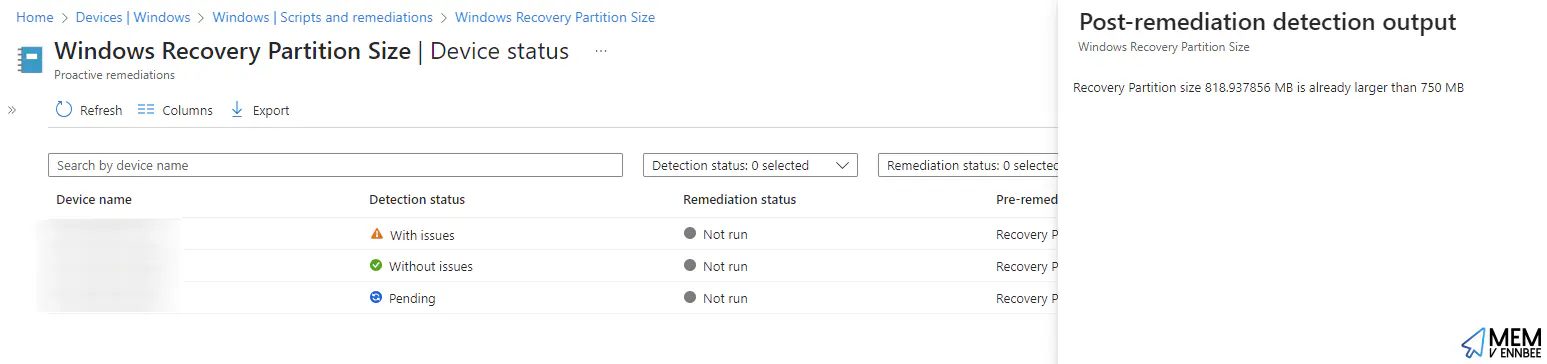 Home > Devices | Windows > Windows | Scripts and remediations > Windows Recovery Partition Size
Windows Recovery Partition Size | Device status ...
Proactive remediations
Refresh Columns Export
Search by device name
Detection status: 0 selected
Remediation status: 0 selected
Device name Detection status Remediation status Pre-remed
With issues Not run Recovery P
Without issues Not run Recovery P
Pending Not run Recovery P
Post-remediation detection output
Windows Recovery Partition Size
Recovery Partition size 818.937856 MB is already larger than 750 MB
MEM
V ENNBEE